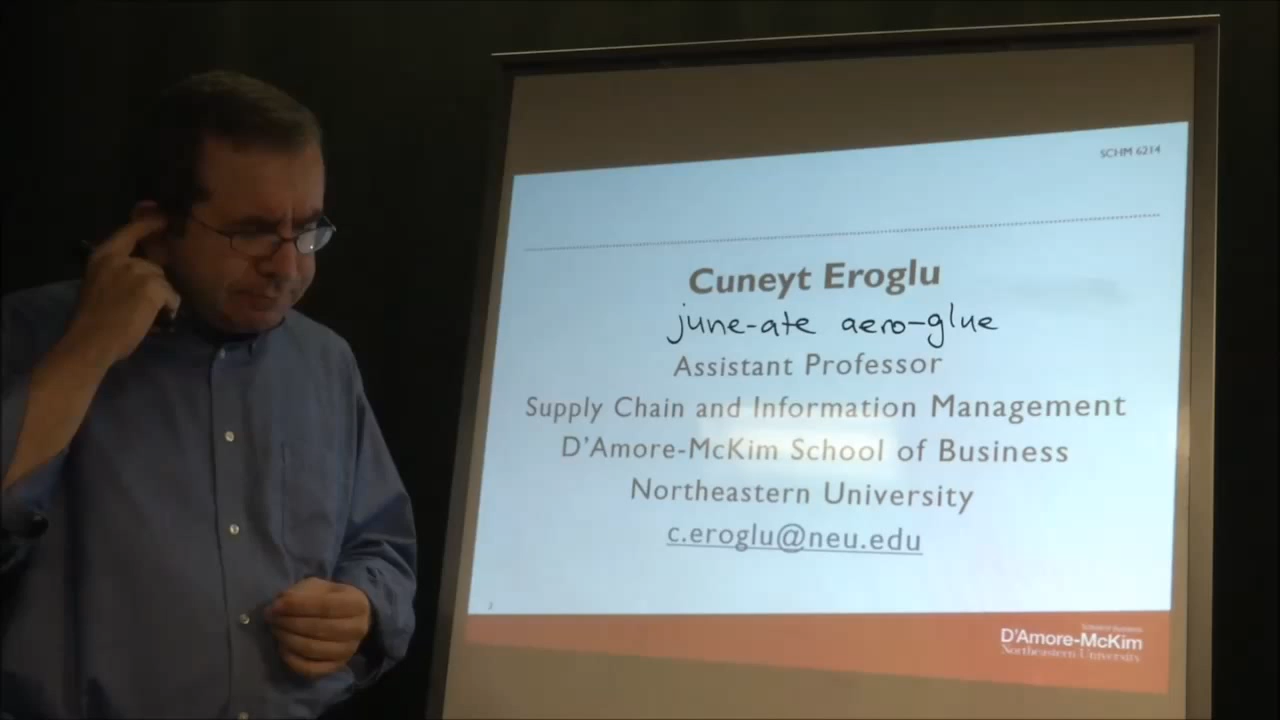 SCHM 6214
Cuneyt Eroglu
june-ate aero-glue
Assistant Professor
Supply Chain and Information Management
D'Amore-McKim School of Business
Northeastern University
c.eroglu@neu.edu
D'Amore-McKim
Northeastern University